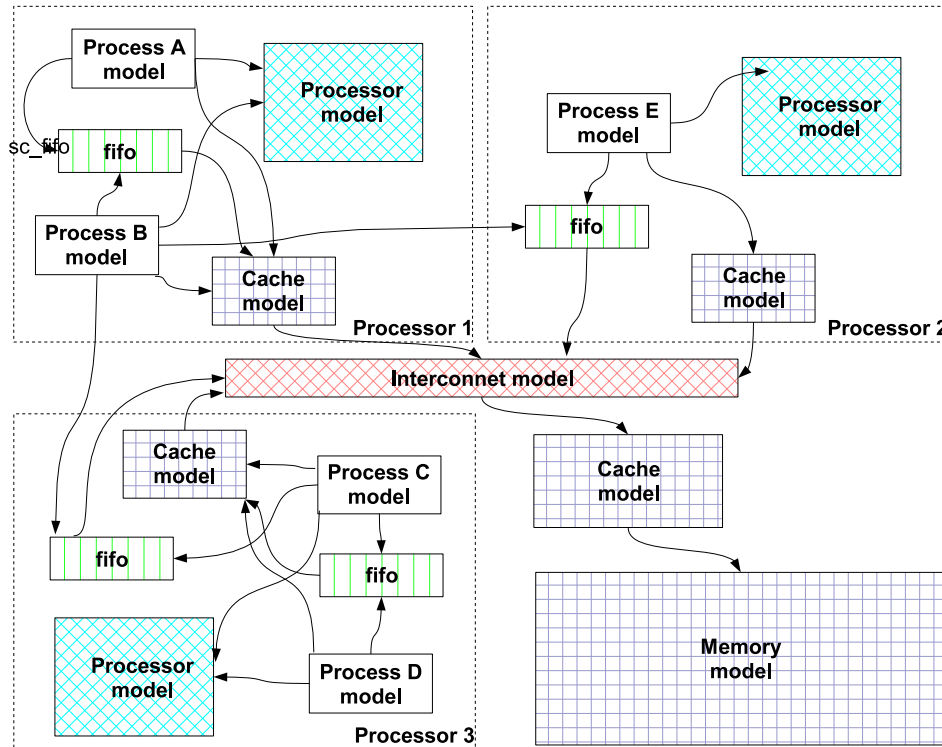 Process A
model
Processor
model
sc_fifo
fifo
Process B
model
Cache
model
Processor 1
Process E
model
Processor
model
fifo
Cache
model
Processor 2
Interconnet model
Cache
model
Process C
model
fifo
fifo
Processor
model
Process D
model
Processor 3
Cache
model
Memory
model